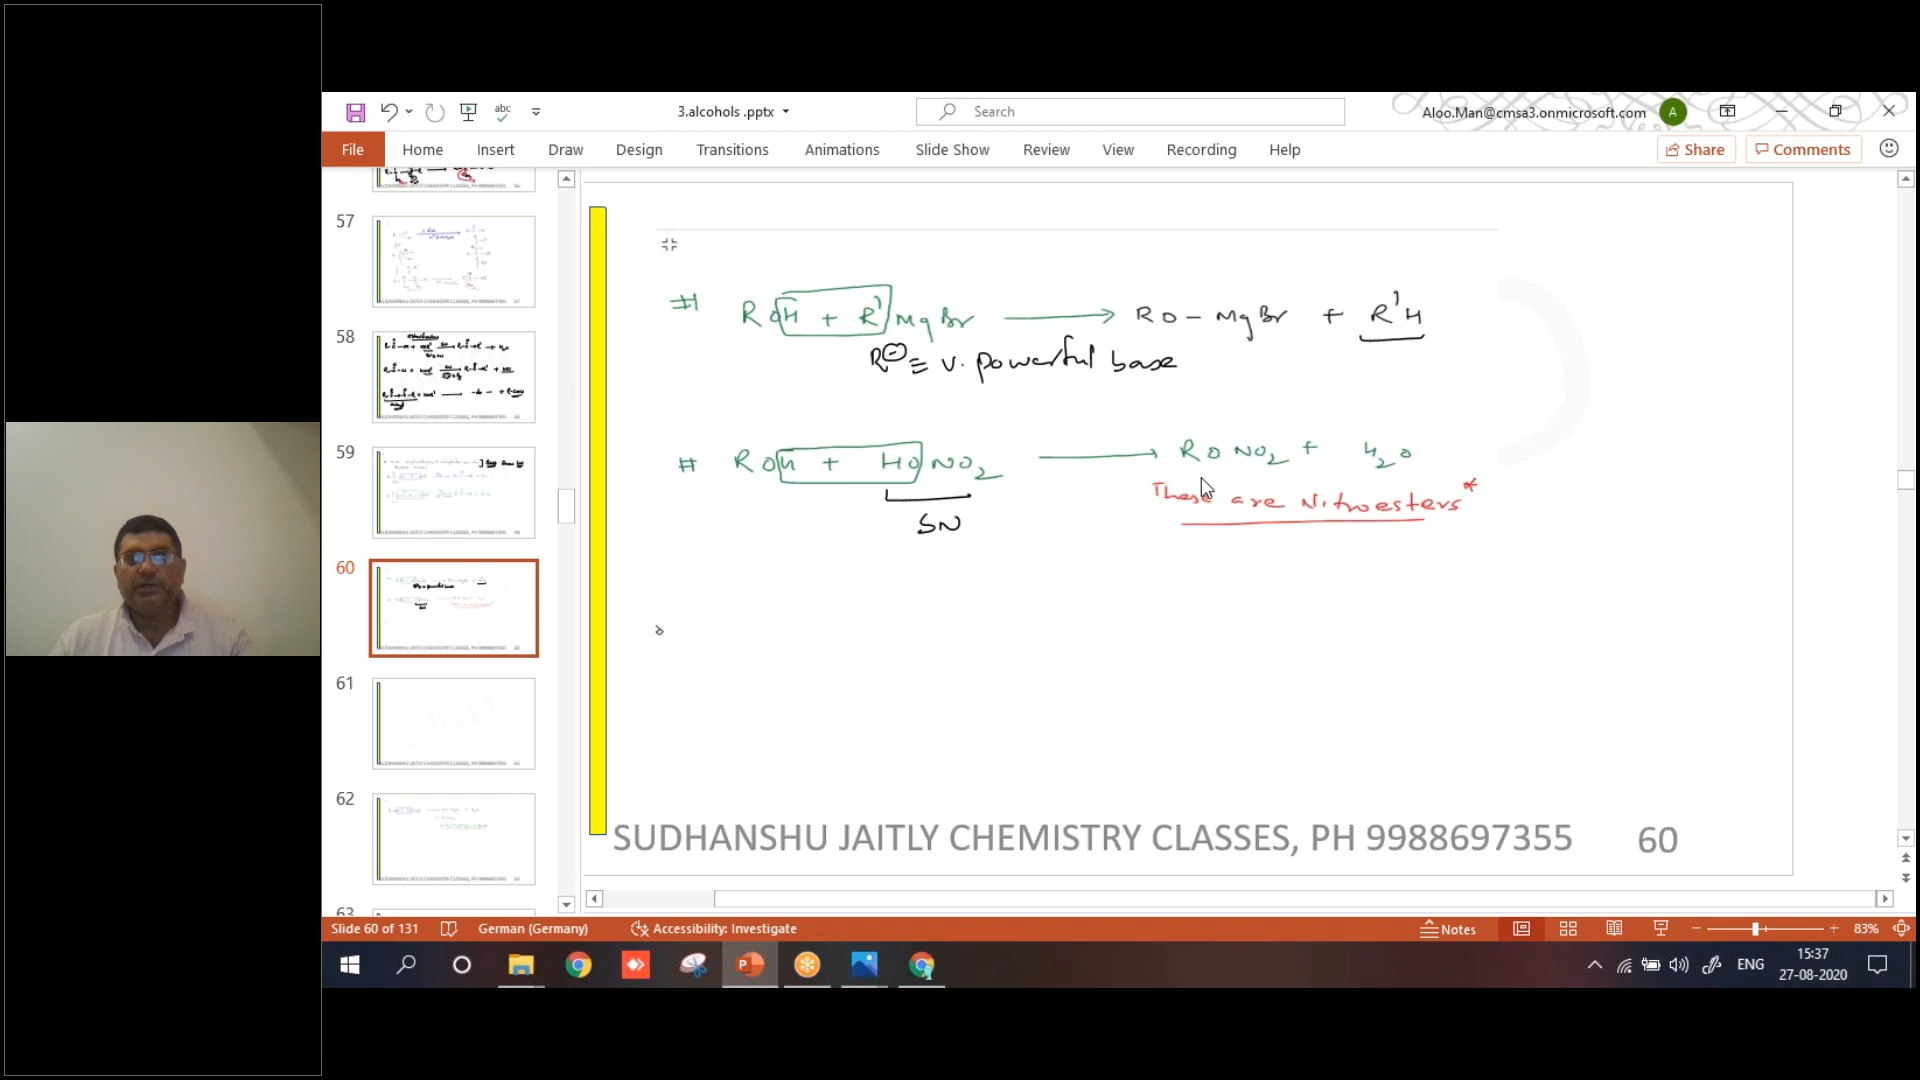 abc
3.alcohols .pptx
Search
Aloo.Man@cmsa3.onmicrosoft.com
A
File Home Insert Draw Design Transitions Animations Slide Show Review View Recording Help
Share Comments
57
58
59
60
61
62
63
# ROH + R'MgBr → RO-MgBr + R'H
R⊖ ≡ v. powerful base
# ROH + HONO2 → RONO2 + H2O
SN
These are Nitroesters*
SUDHANSHU JAITLY CHEMISTRY CLASSES, PH 9988697355 60
Slide 60 of 131 German (Germany) Accessibility: Investigate Notes 83%
ENG
15:37
27-08-2020